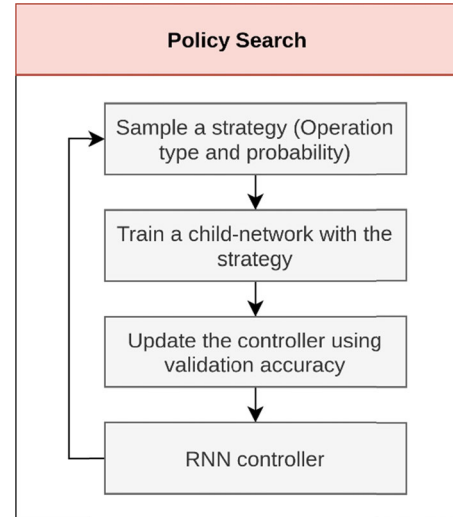 Policy Search
Sample a strategy (Operation
type and probability)
Train a child-network with the
strategy
Update the controller using
validation accuracy
RNN controller